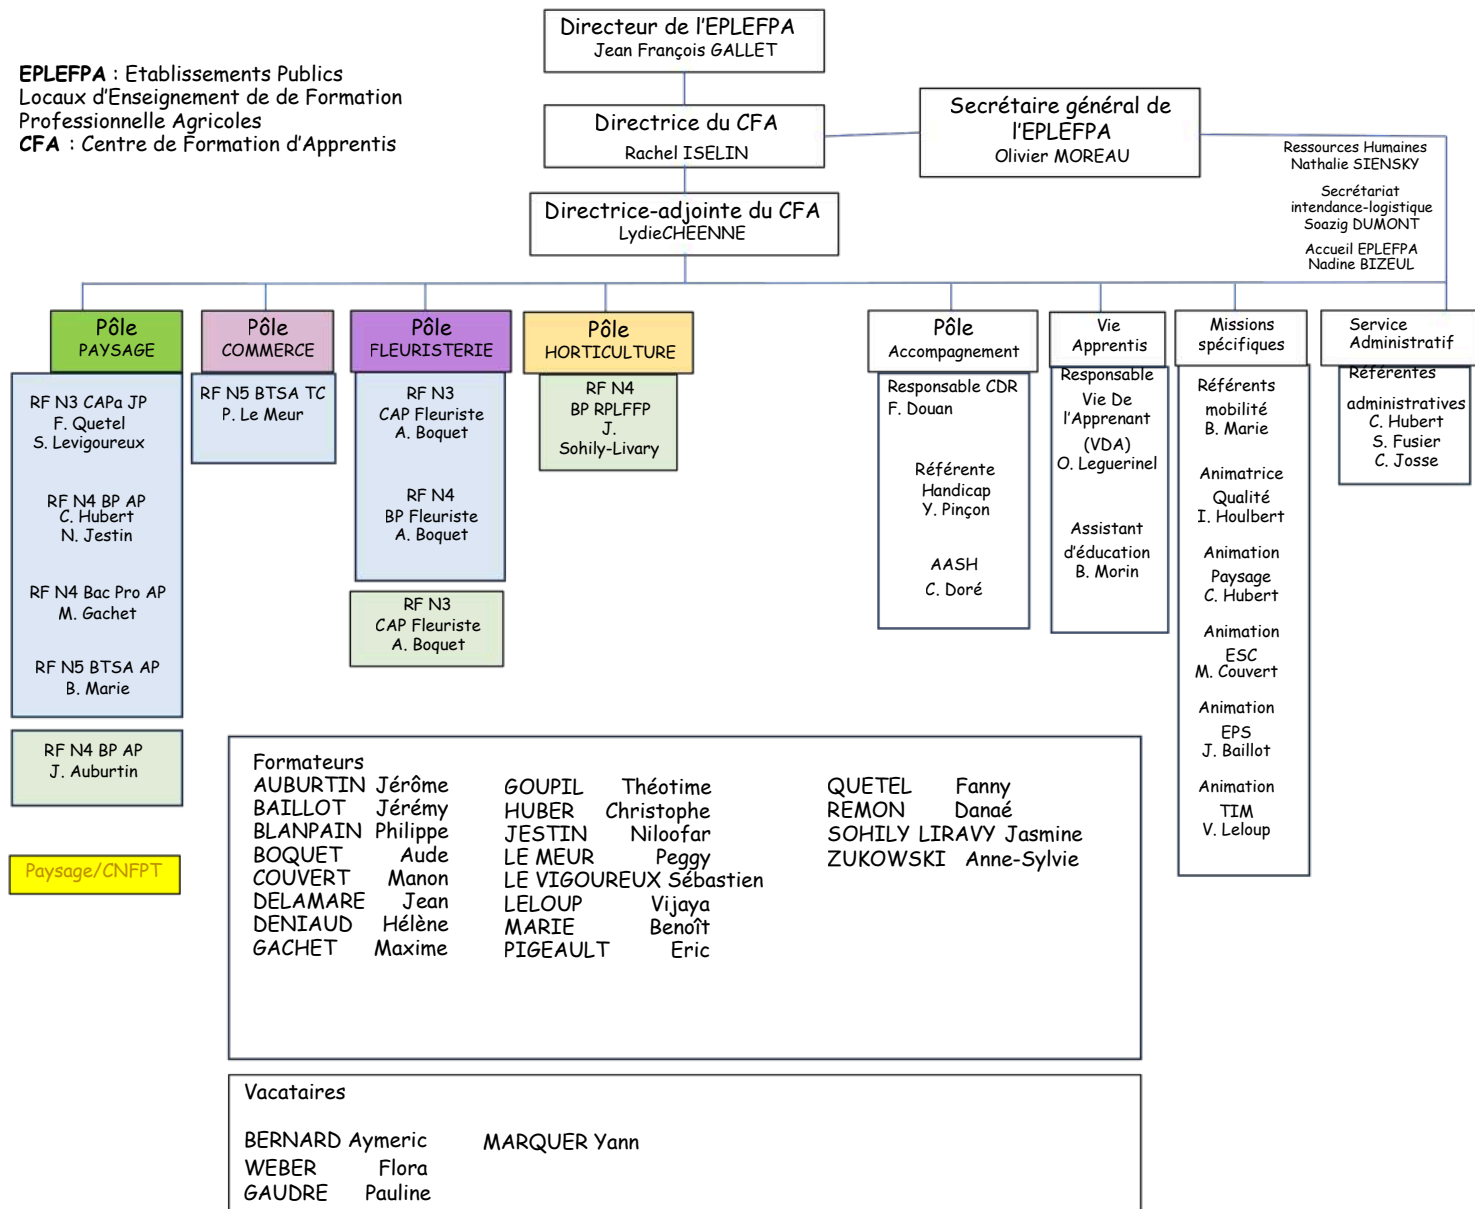 Directeur de l'EPLEFPA
Jean François GALLET
EPLEFPA : Etablissements Publics
Locaux d'Enseignement de de Formation
Professionnelle Agricoles
CFA : Centre de Formation d'Apprentis
Directrice du CFA
Rachel ISELIN
Secrétaire général de
l'EPLEFPA
Olivier MOREAU
Ressources Humaines
Nathalie SIENSKY
Secrétariat
intendance-logistique
Soazig DUMONT
Accueil EPLEFPA
Nadine BIZEUL
Directrice-adjointe du CFA
LydieCHEENNE
Pôle
PAYSAGE
RF N3 CAPa JP
F. Quetel
S. Levigoureux
RF N4 BP AP
C. Hubert
N. Jestin
RF N4 Bac Pro AP
M. Gachet
RF N5 BTSA AP
B. Marie
RF N4 BP AP
J. Auburtin
Paysage/CNFPT
Pôle
COMMERCE
RF N5 BTSA TC
P. Le Meur
Pôle
FLEURISTERIE
RF N3
CAP Fleuriste
A. Boquet
RF N4
BP Fleuriste
A. Boquet
RF N3
CAP Fleuriste
A. Boquet
Pôle
HORTICULTURE
RF N4
BP RPLFFP
J.
Sohily-Livary
Pôle
Accompagnement
Responsable CDR
F. Douan
Référente
Handicap
Y. Pinçon
AASH
C. Doré
Vie
Apprentis
Responsable
Vie De
l'Apprenant
(VDA)
O. Leguerinel
Assistant
d'éducation
B. Morin
Missions
spécifiques
Référents
mobilité
B. Marie
Animatrice
Qualité
I. Houlbert
Animation
Paysage
C. Hubert
Animation
ESC
M. Couvert
Animation
EPS
J. Baillot
Animation
TIM
V. Leloup
Service
Administratif
Référentes
administratives
C. Hubert
S. Fusier
C. Josse
Formateurs
AUBURTIN Jérôme
BAILLOT Jérémy
BLANPAIN Philippe
BOQUET Aude
COUVERT Manon
DELAMARE Jean
DENIAUD Hélène
GACHET Maxime
GOUPIL Théotime
HUBER Christophe
JESTIN Niloofar
LE MEUR Peggy
LE VIGOUREUX Sébastien
LELOUP Vijaya
MARIE Benoît
PIGEAULT Eric
QUETEL Fanny
REMON Danaé
SOHILY LIRAVY Jasmine
ZUKOWSKI Anne-Sylvie
Vacataires
BERNARD Aymeric
WEBER Flora
GAUDRE Pauline
MARQUER Yann